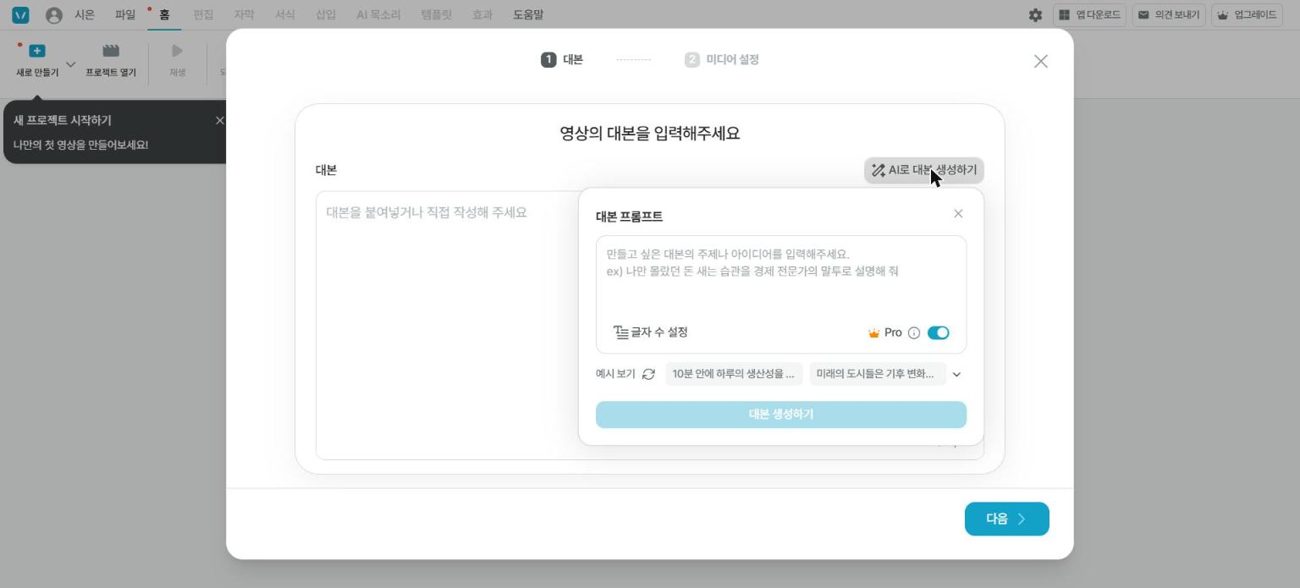 시은 파일 홈 편집 자막 서식 삽입 AI 목소리 템플릿 효과 도움말 앱 다운로드 의견 보내기 업그레이드
새로 만들기 프로젝트 열기 재생
새 프로젝트 시작하기
나만의 첫 영상을 만들어보세요!
1 대본 2 미디어 설정
영상의 대본을 입력해주세요
대본 AI로 대본 생성하기
대본을 붙여넣거나 직접 작성해 주세요
대본 프롬프트
만들고 싶은 대본의 주제나 아이디어를 입력해주세요.
ex) 나만 몰랐던 돈 새는 습관을 경제 전문가의 말투로 설명해 줘
글자 수 설정 Pro
예시 보기 10분 안에 하루의 생산성을 ... 미래의 도시들은 기후 변화...
대본 생성하기
다음